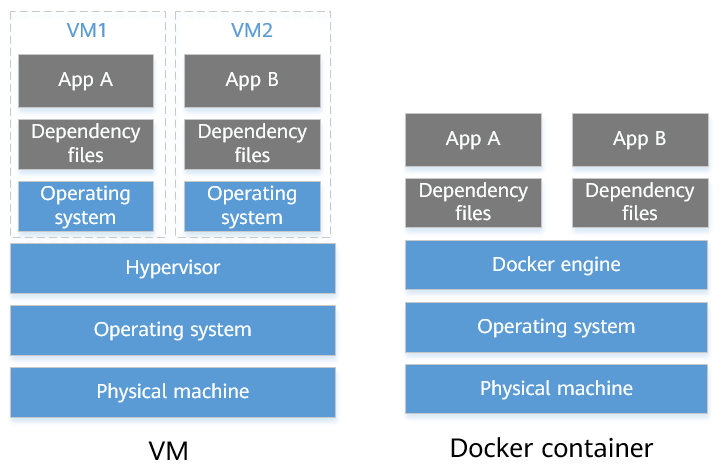 VM1
App A
Dependency
files
Operating
system
VM2
App B
Dependency
files
Operating
system
Hypervisor
Operating system
Physical machine
VM
App A
Dependency
files
App B
Dependency
files
Docker engine
Operating system
Physical machine
Docker container